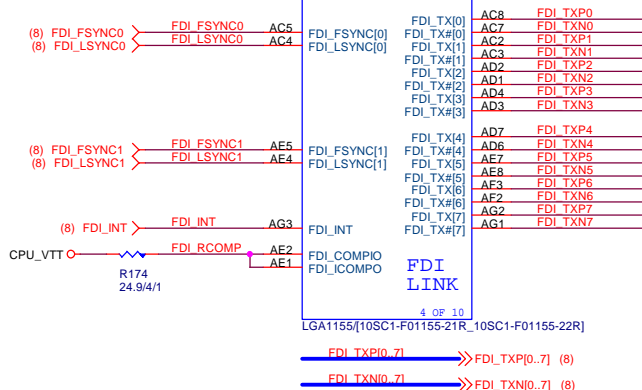 (8) FDI_FSYNC0 FDI_FSYNC0 AC5 FDI_FSYNC[0]
(8) FDI_LSYNC0 FDI_LSYNC0 AC4 FDI_LSYNC[0]
(8) FDI_FSYNC1 FDI_FSYNC1 AE5 FDI_FSYNC[1]
(8) FDI_LSYNC1 FDI_LSYNC1 AE4 FDI_LSYNC[1]
(8) FDI_INT FDI_INT AG3 FDI_INT
CPU_VTT FDI_RCOMP AE2 FDI_COMPIO
AE1 FDI_ICOMPO
R174
24.9/4/1
FDI_TX[0] AC8 FDI_TXP0
FDI_TX#[0] AC7 FDI_TXN0
FDI_TX[1] AC2 FDI_TXP1
FDI_TX#[1] AC3 FDI_TXN1
FDI_TX[2] AD2 FDI_TXP2
FDI_TX#[2] AD1 FDI_TXN2
FDI_TX[3] AD4 FDI_TXP3
FDI_TX#[3] AD3 FDI_TXN3
FDI_TX[4] AD7 FDI_TXP4
FDI_TX#[4] AD6 FDI_TXN4
FDI_TX[5] AE7 FDI_TXP5
FDI_TX#[5] AE8 FDI_TXN5
FDI_TX[6] AF3 FDI_TXP6
FDI_TX#[6] AF2 FDI_TXN6
FDI_TX[7] AG2 FDI_TXP7
FDI_TX#[7] AG1 FDI_TXN7
FDI
LINK
4 OF 10
LGA1155/[10SC1-F01155-21R_10SC1-F01155-22R]
FDI_TXP[0..7] FDI_TXP[0..7] (8)
FDI_TXN[0..7] FDI_TXN[0..7] (8)